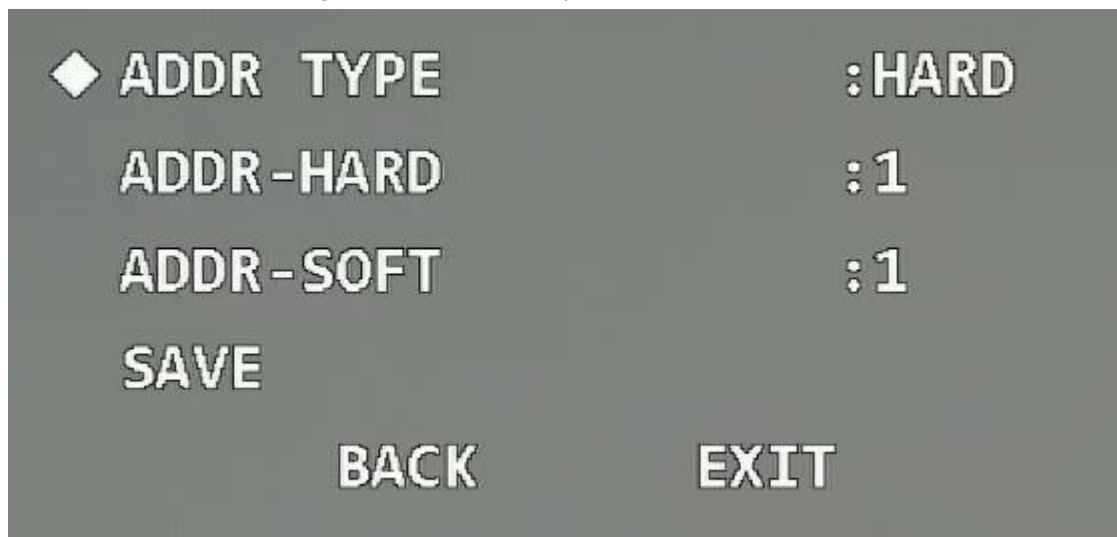 ADDR TYPE :HARD
ADDR-HARD :1
ADDR-SOFT :1
SAVE
BACK EXIT